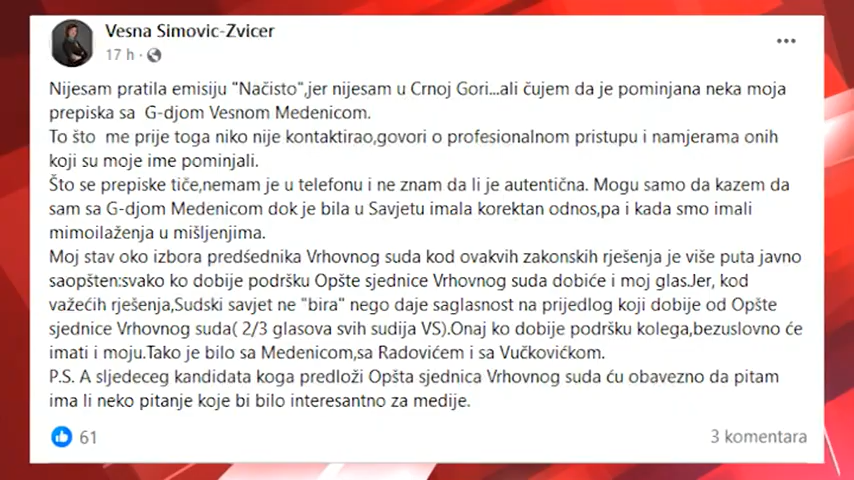 Vesna Simovic-Zvicer
17 h ·
Nijesam pratila emisiju "Načisto",jer nijesam u Crnoj Gori...ali čujem da je pominjana neka moja
prepiska sa  G-djom Vesnom Medenicom.
To što  me prije toga niko nije kontaktirao,govori o profesionalnom pristupu i namjerama onih
koji su moje ime pominjali.
Što se prepiske tiče,nemam je u telefonu i ne znam da li je autentična. Mogu samo da kazem da
sam sa G-djom Medenicom dok je bila u Savjetu imala korektan odnos,pa i kada smo imali
mimoilaženja u mišljenjima.
Moj stav oko izbora predśednika Vrhovnog suda kod ovakvih zakonskih rješenja je više puta javno
saopšten:svako ko dobije podršku Opšte sjednice Vrhovnog suda dobiće i moj glas.Jer, kod
važećih rješenja,Sudski savjet ne "bira" nego daje saglasnost na prijedlog koji dobije od Opšte
sjednice Vrhovnog suda( 2/3 glasova svih sudija VS).Onaj ko dobije podršku kolega,bezuslovno će
imati i moju.Tako je bilo sa Medenicom,sa Radovićem i sa Vučkovićkom.
P.S. A sljedeceg kandidata koga predloži Opšta sjednica Vrhovnog suda ću obavezno da pitam
ima li neko pitanje koje bi bilo interesantno za medije.
61
3 komentara